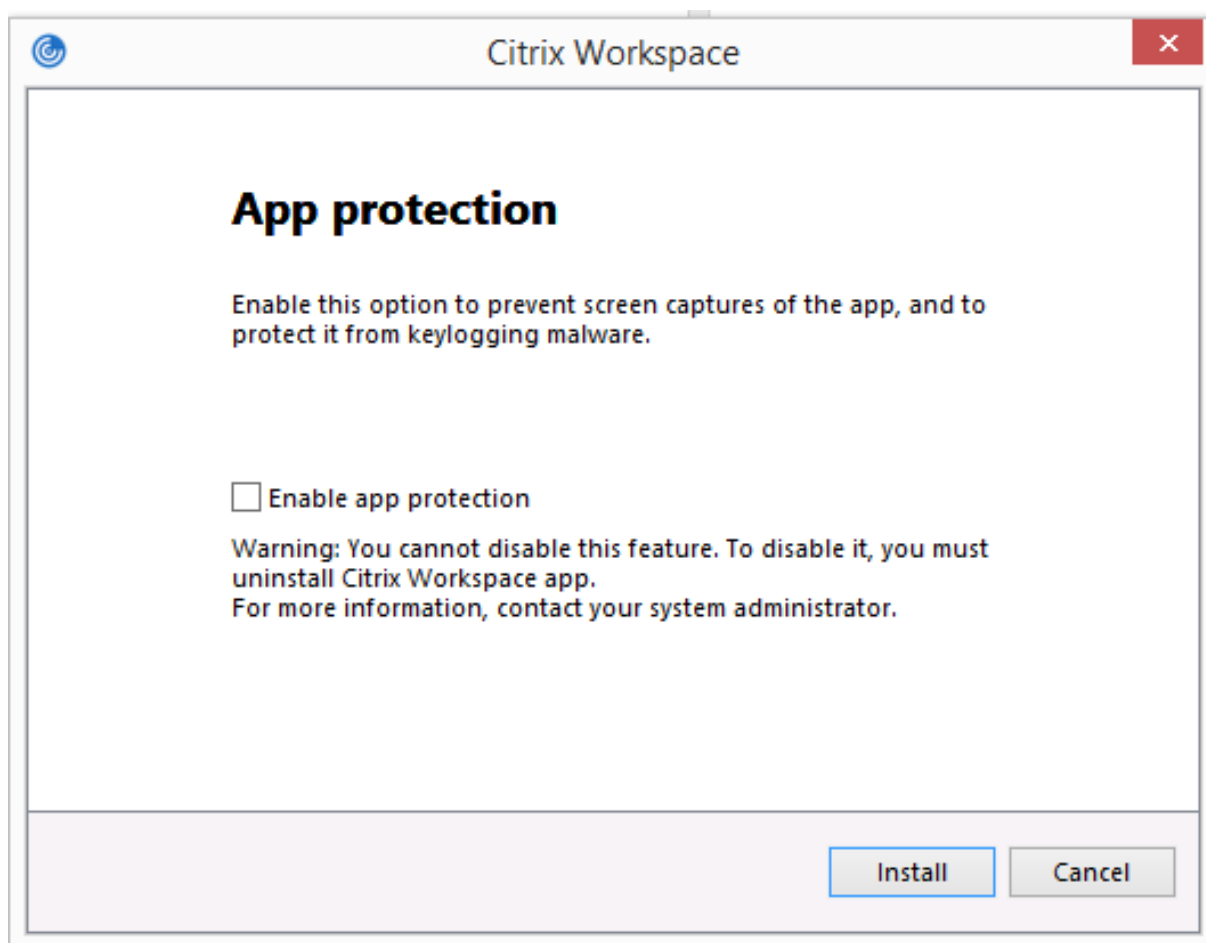 Citrix Workspace
App protection
Enable this option to prevent screen captures of the app, and to
protect it from keylogging malware.
Enable app protection
Warning: You cannot disable this feature. To disable it, you must
uninstall Citrix Workspace app.
For more information, contact your system administrator.
Install
Cancel